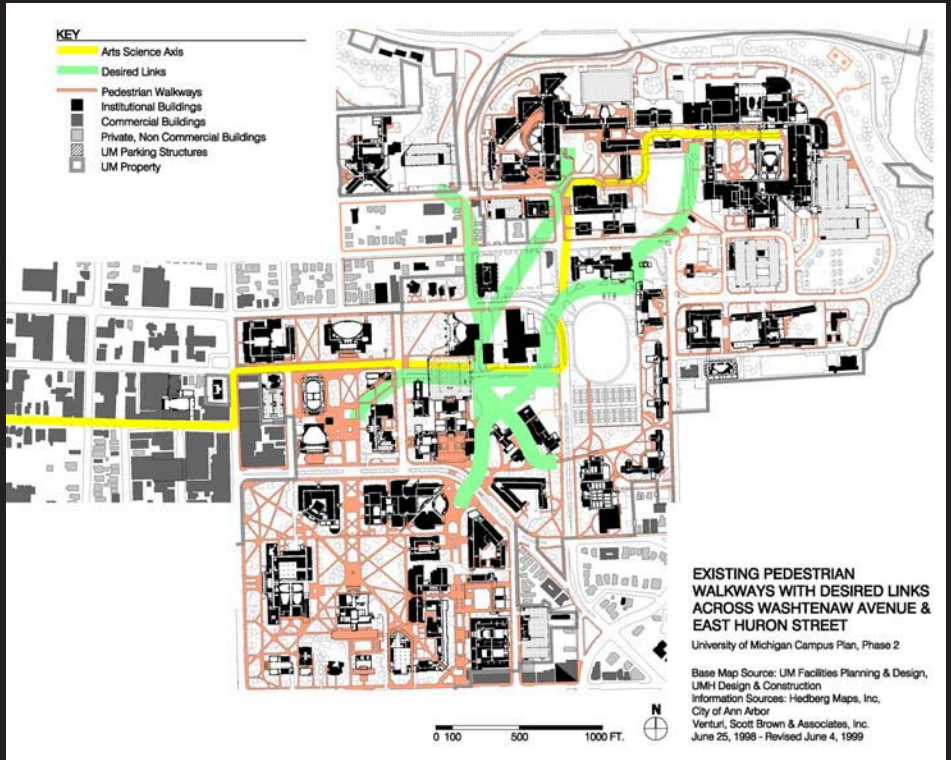 KEY
Arts Science Axis
Desired Links
Pedestrian Walkways
Institutional Buildings
Commercial Buildings
Private, Non Commercial Buildings
UM Parking Structures
UM Property
EXISTING PEDESTRIAN
WALKWAYS WITH DESIRED LINKS
ACROSS WASHTENAW AVENUE &
EAST HURON STREET
University of Michigan Campus Plan, Phase 2
Base Map Source: UM Facilities Planning & Design,
UMH Design & Construction
Information Sources: Hedberg Maps, Inc,
City of Ann Arbor
Venturi, Scott Brown & Associates, Inc.
June 25, 1998 - Revised June 4, 1999
N
0 100 500 1000 FT.